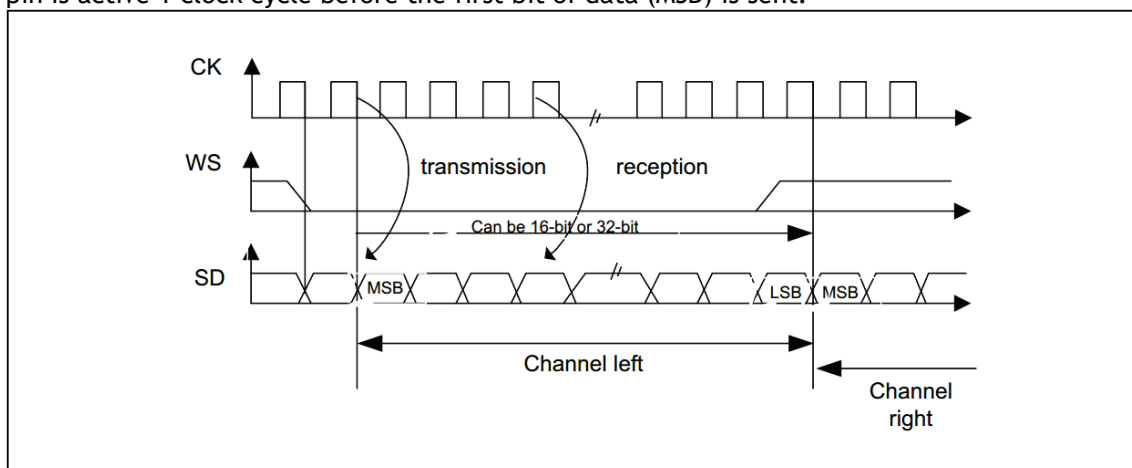 pin is active 1 clock cycle before the first bit of data (MSB) is sent.
CK
transmission
reception
WS
Can be 16-bit or 32-bit
SD
MSB
LSB
MSB
Channel left
Channel
right